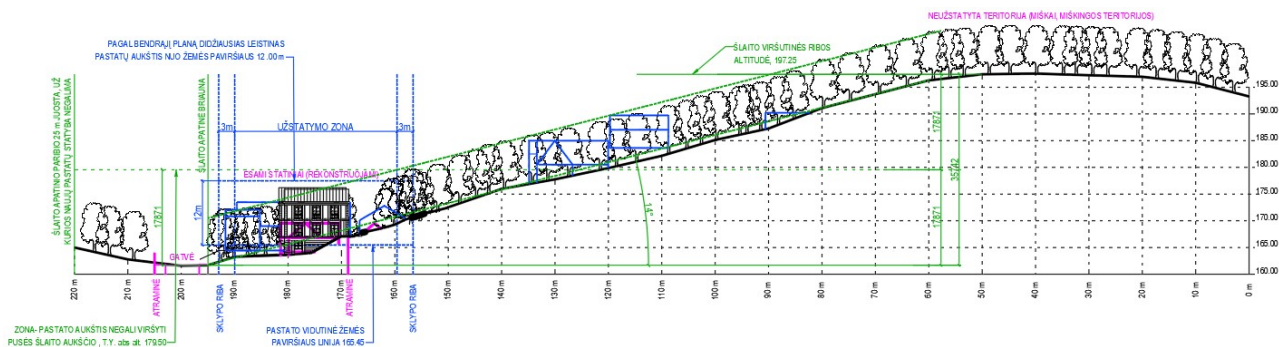 NEUŽSTATYTA TERITORIJA (MIŠKAI, MIŠKINGOS TERITORIJOS)
PAGAL BENDRĄJĮ PLANĄ DIDŽIAUSIAS LEISTINAS
PASTATŲ AUKŠTIS NUO ŽEMĖS PAVIRŠIAUS 12.00m
ŠLAITO VIRŠUTINĖS RIBOS
ALTITUDĖ, 197.25
ŠLAITO APATINIO PARIBIO 25 m JUOSTA, UŽ
KURIOS NAUJŲ PASTATŲ STATYBA NEGALIMA
ŠLAITO APATINĖ BRIAUNA
3m
UŽSTATYMO ZONA
3m
ESAMI STATINIAI (REKONSTRUOJAMI)
12m
17871
GATVĖ
14°
17871
17871
35242
195.00
190.00
185.00
180.00
175.00
170.00
165.00
160.00
220 m
210 m
200 m
190 m
180 m
170 m
160 m
150 m
140 m
130 m
120 m
110 m
100 m
90 m
80 m
70 m
60 m
50 m
40 m
30 m
20 m
10 m
0 m
ATRAMINĖ
SKLYPO RIBA
ATRAMINĖ
SKLYPO RIBA
ZONA- PASTATO AUKŠTIS NEGALI VIRŠYTI
PUSĖS ŠLAITO AUKŠČIO , T.Y. abs alt. 179.50
PASTATO VIDUTINĖ ŽEMĖS
PAVIRŠIAUS LINIJA 165.45